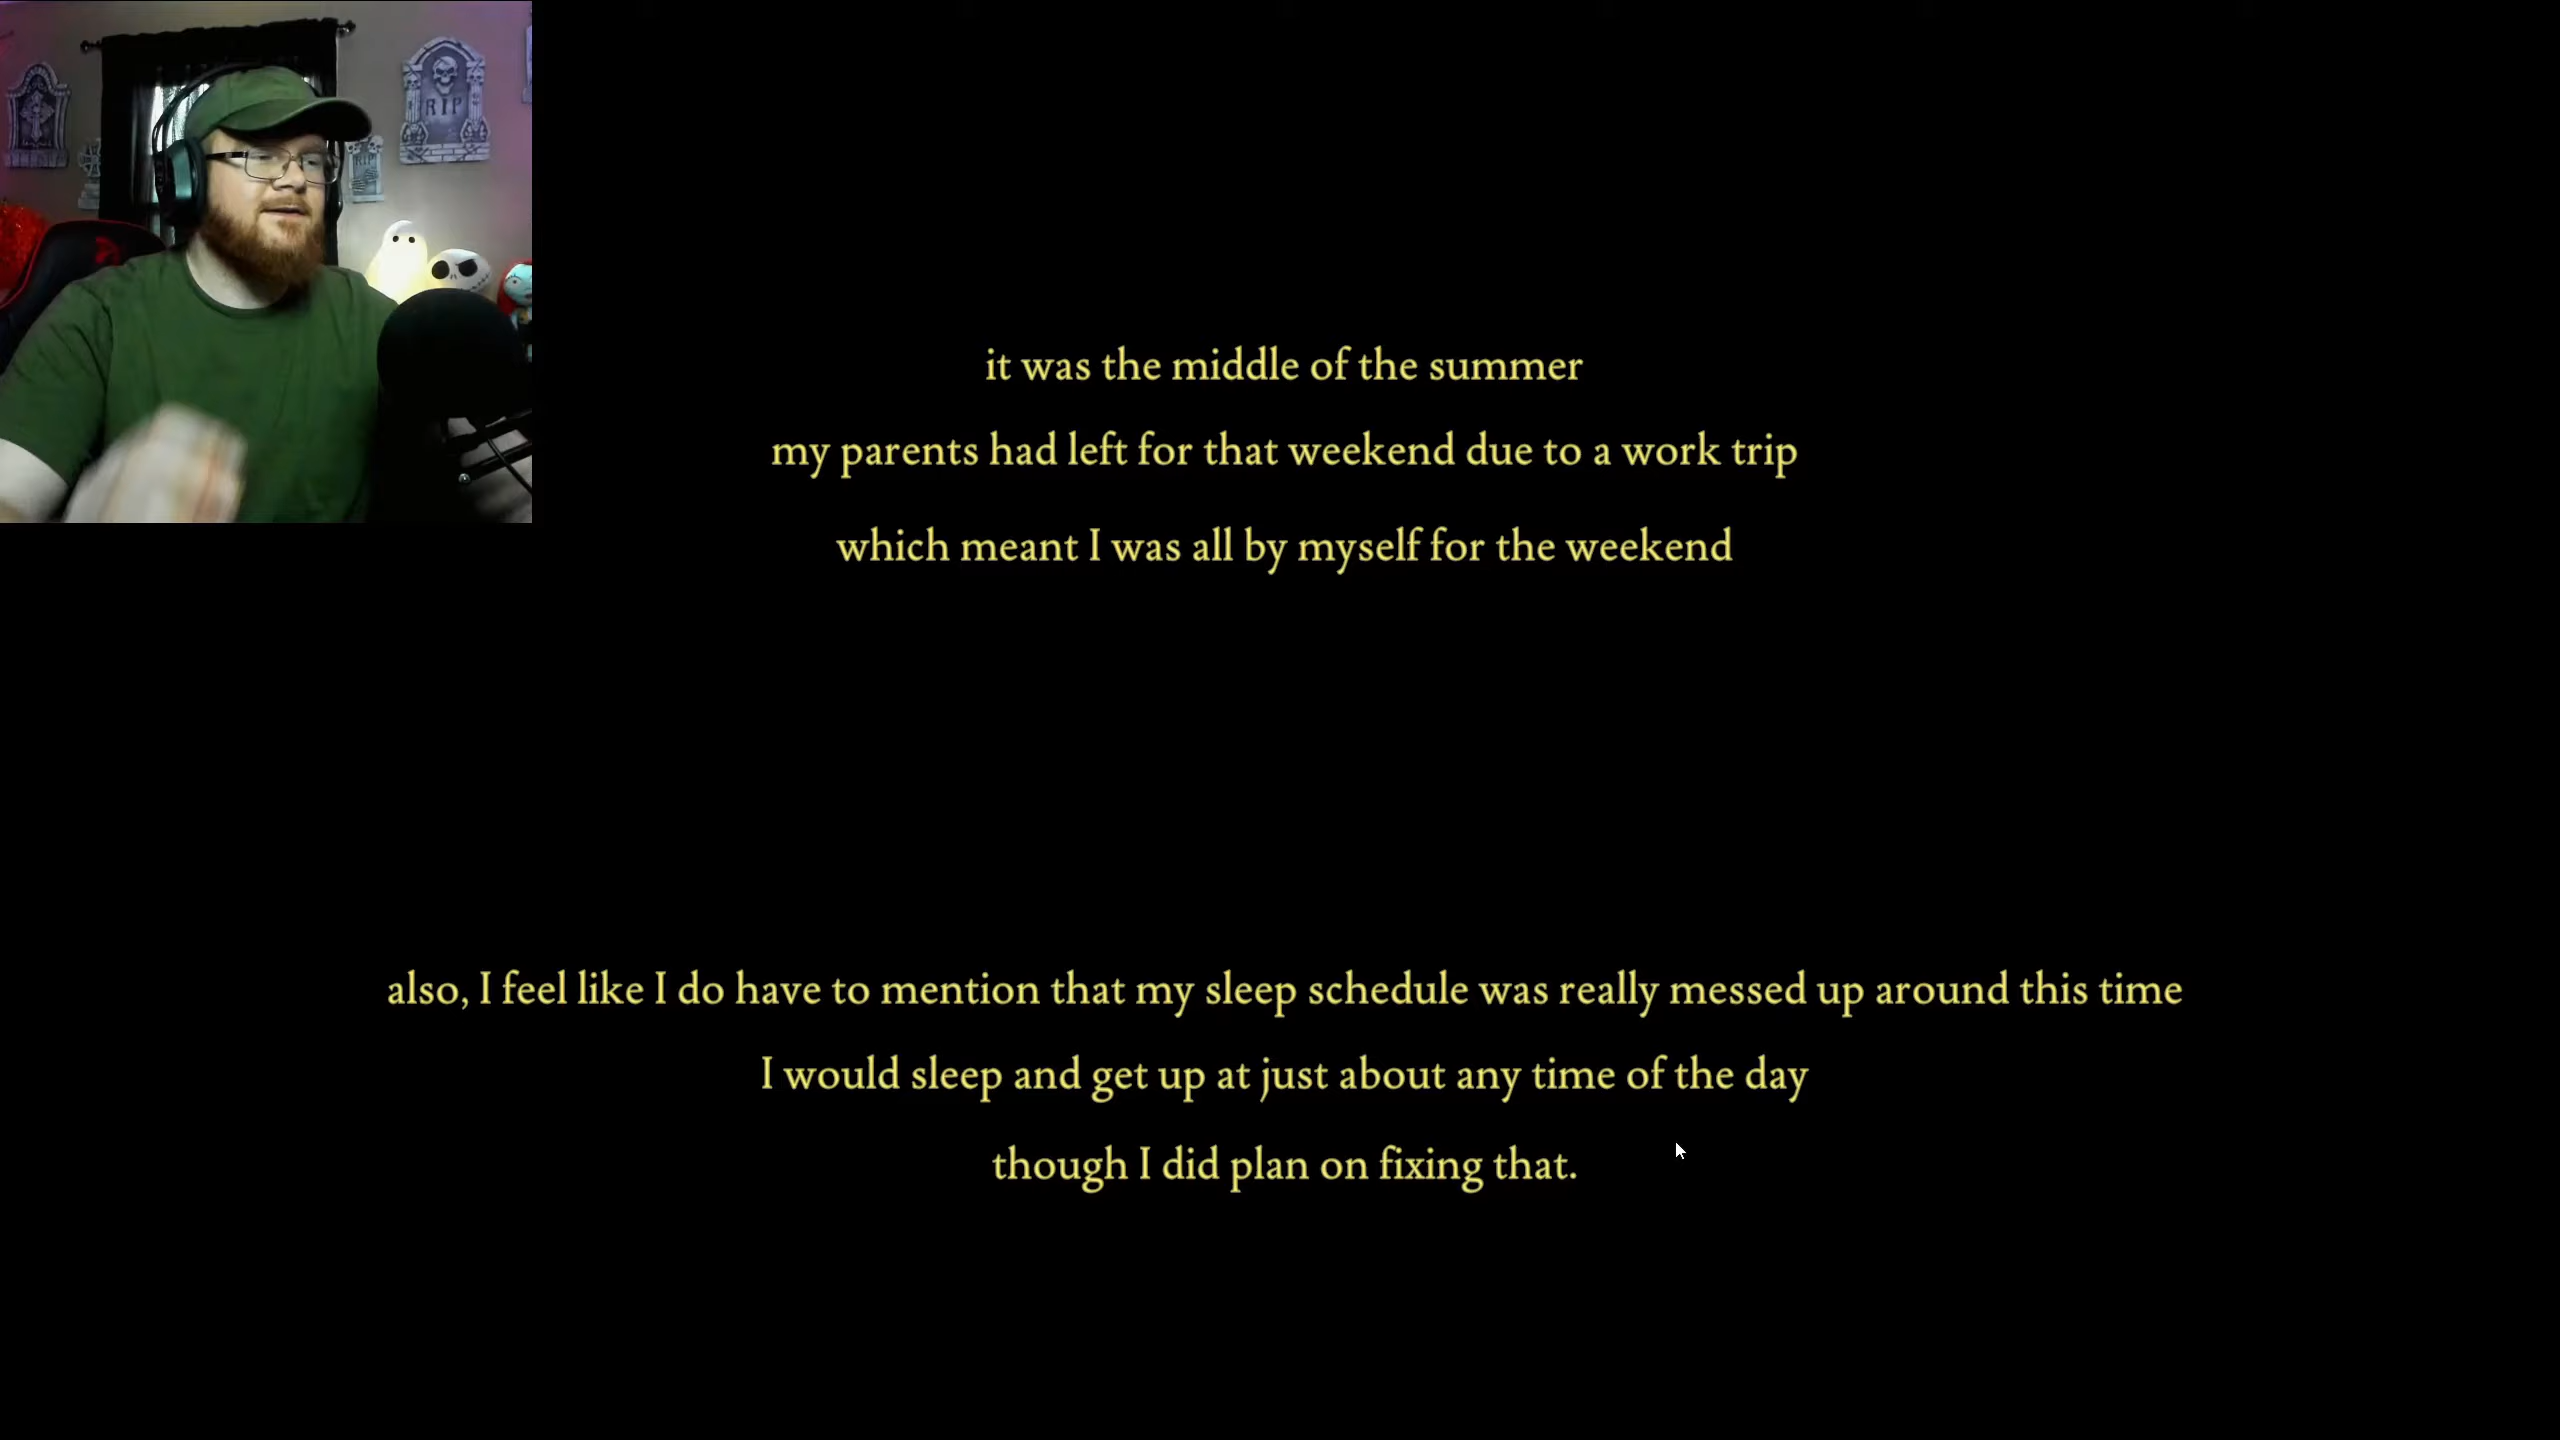 RIP
RIP
it was the middle of the summer
my parents had left for that weekend due to a work trip
which meant I was all by myself for the weekend
also, I feel like I do have to mention that my sleep schedule was really messed up around this time
I would sleep and get up at just about any time of the day
though I did plan on fixing that.